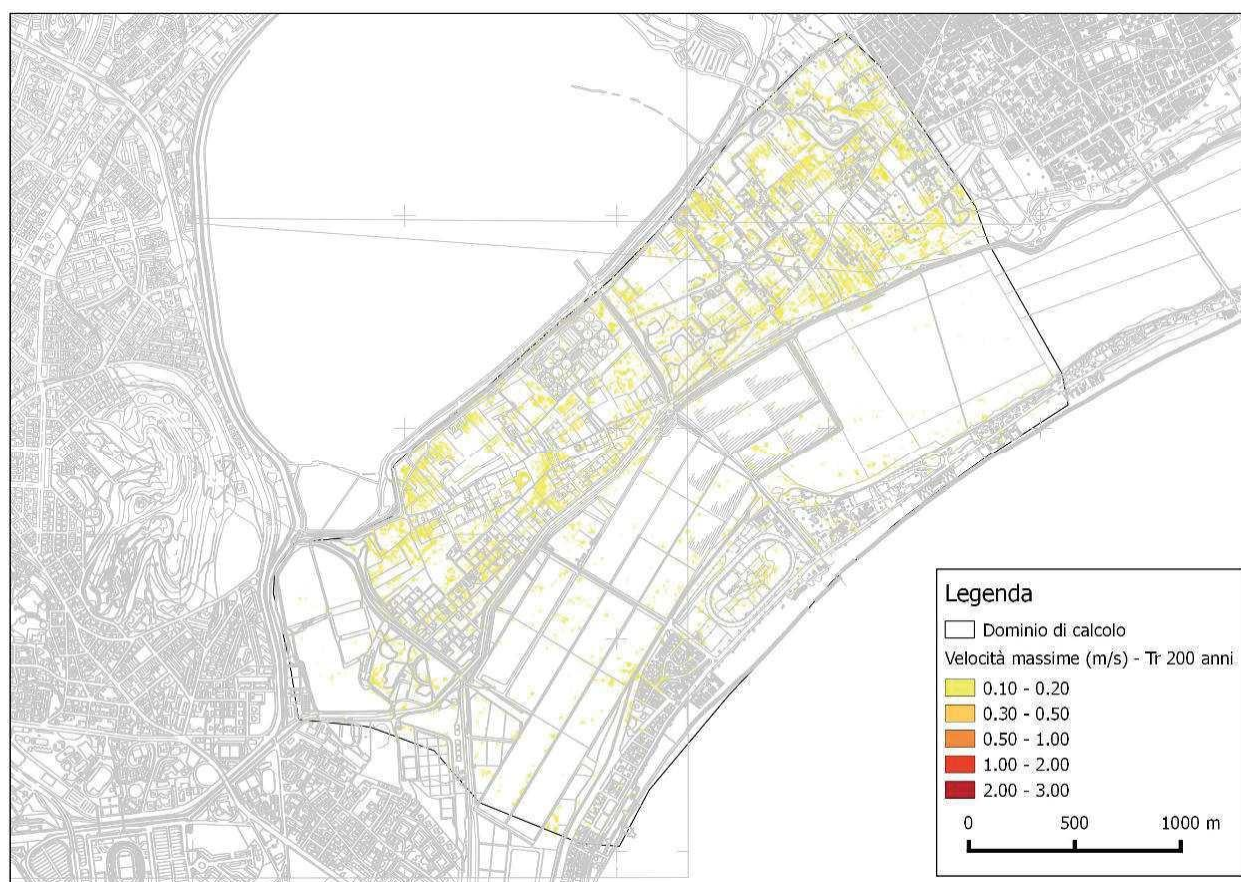 Legenda
Dominio di calcolo
Velocità massime (m/s) - Tr 200 anni
0.10 - 0.20
0.30 - 0.50
0.50 - 1.00
1.00 - 2.00
2.00 - 3.00
0 500 1000 m